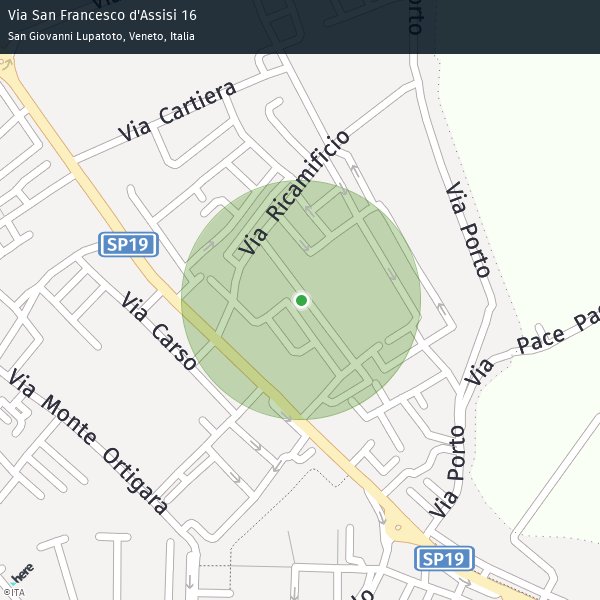 Via San Francesco d'Assisi 16
San Giovanni Lupatoto, Veneto, Italia
Porto
Via Cartiera
Via Ricamificio
Via Porto
SP19
Via Carso
Via Pace Pa
Via Monte Ortigara
Via Porto
SP19
here
©ITA